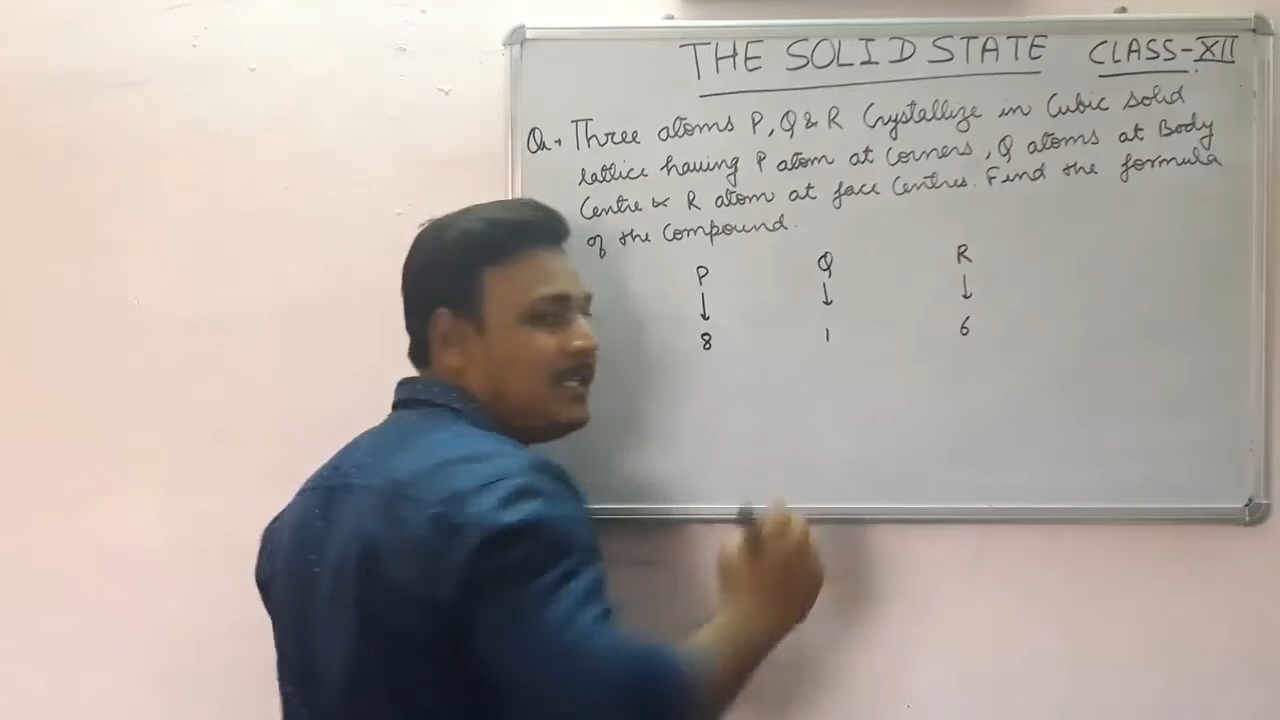 THE SOLID STATE CLASS-XII
Qn→ Three atoms P, Q & R Crystallize in Cubic solid
lattice having P atom at Corners, Q atoms at Body
Centre & R atom at face Centres. Find the formula
of the Compound.
P Q R
↓ ↓ ↓
8 1 6